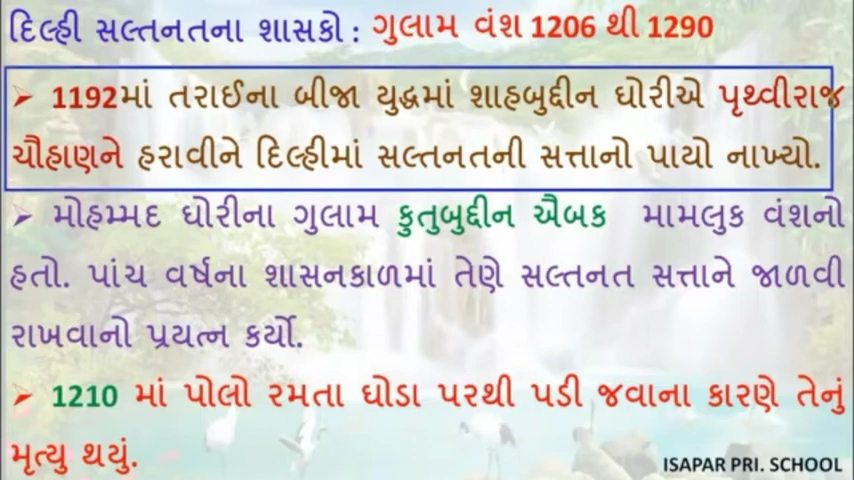 દિલ્હી સલ્તનતના શાસકો : ગુલામ વંશ 1206 થી 1290
➢ 1192માં તરાઈના બીજા યુદ્ધમાં શાહબુદ્દીન ઘોરીએ પૃથ્વીરાજ
ચૌહાણને હરાવીને દિલ્હીમાં સલ્તનતની સત્તાનો પાયો નાખ્યો.
➢ મોહમ્મદ ઘોરીના ગુલામ કુતુબુદ્દીન ઐબક મામલુક વંશનો
હતો. પાંચ વર્ષના શાસનકાળમાં તેણે સલ્તનત સત્તાને જાળવી
રાખવાનો પ્રયત્ન કર્યો.
➢ 1210 માં પોલો રમતા ઘોડા પરથી પડી જવાના કારણે તેનું
મૃત્યુ થયું.
ISAPAR PRI. SCHOOL